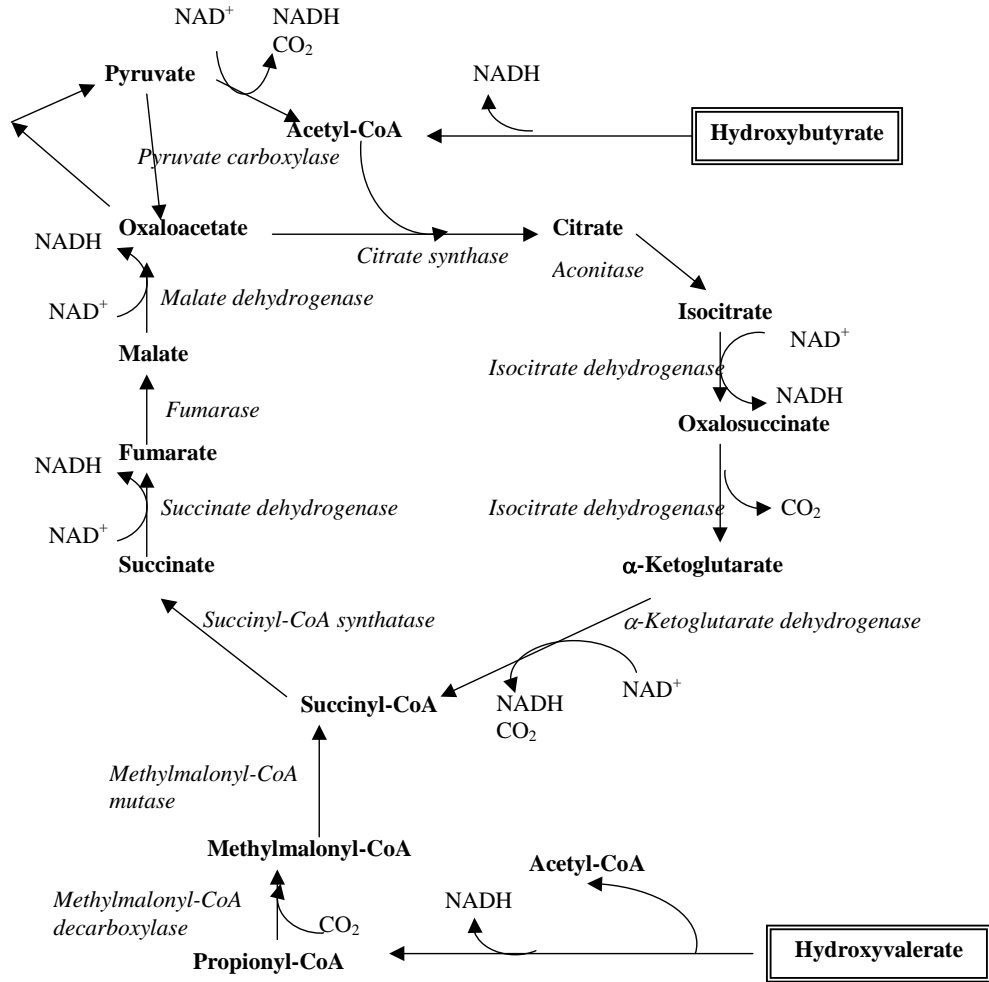 NAD+ NADH
CO2
Pyruvate
NADH
Acetyl-CoA
Hydroxybutyrate
Pyruvate carboxylase
Oxaloacetate
Citrate
NADH
Citrate synthase
Aconitase
Malate dehydrogenase
NAD+
Isocitrate
NAD+
Malate
Isocitrate dehydrogenase
NADH
Fumarase
Oxalosuccinate
Fumarate
NADH
Succinate dehydrogenase
Isocitrate dehydrogenase
CO2
NAD+
Succinate
α-Ketoglutarate
Succinyl-CoA synthatase
α-Ketoglutarate dehydrogenase
NAD+
Succinyl-CoA
NADH
CO2
Methylmalonyl-CoA
mutase
Methylmalonyl-CoA
Acetyl-CoA
Methylmalonyl-CoA
decarboxylase
NADH
CO2
Hydroxyvalerate
Propionyl-CoA